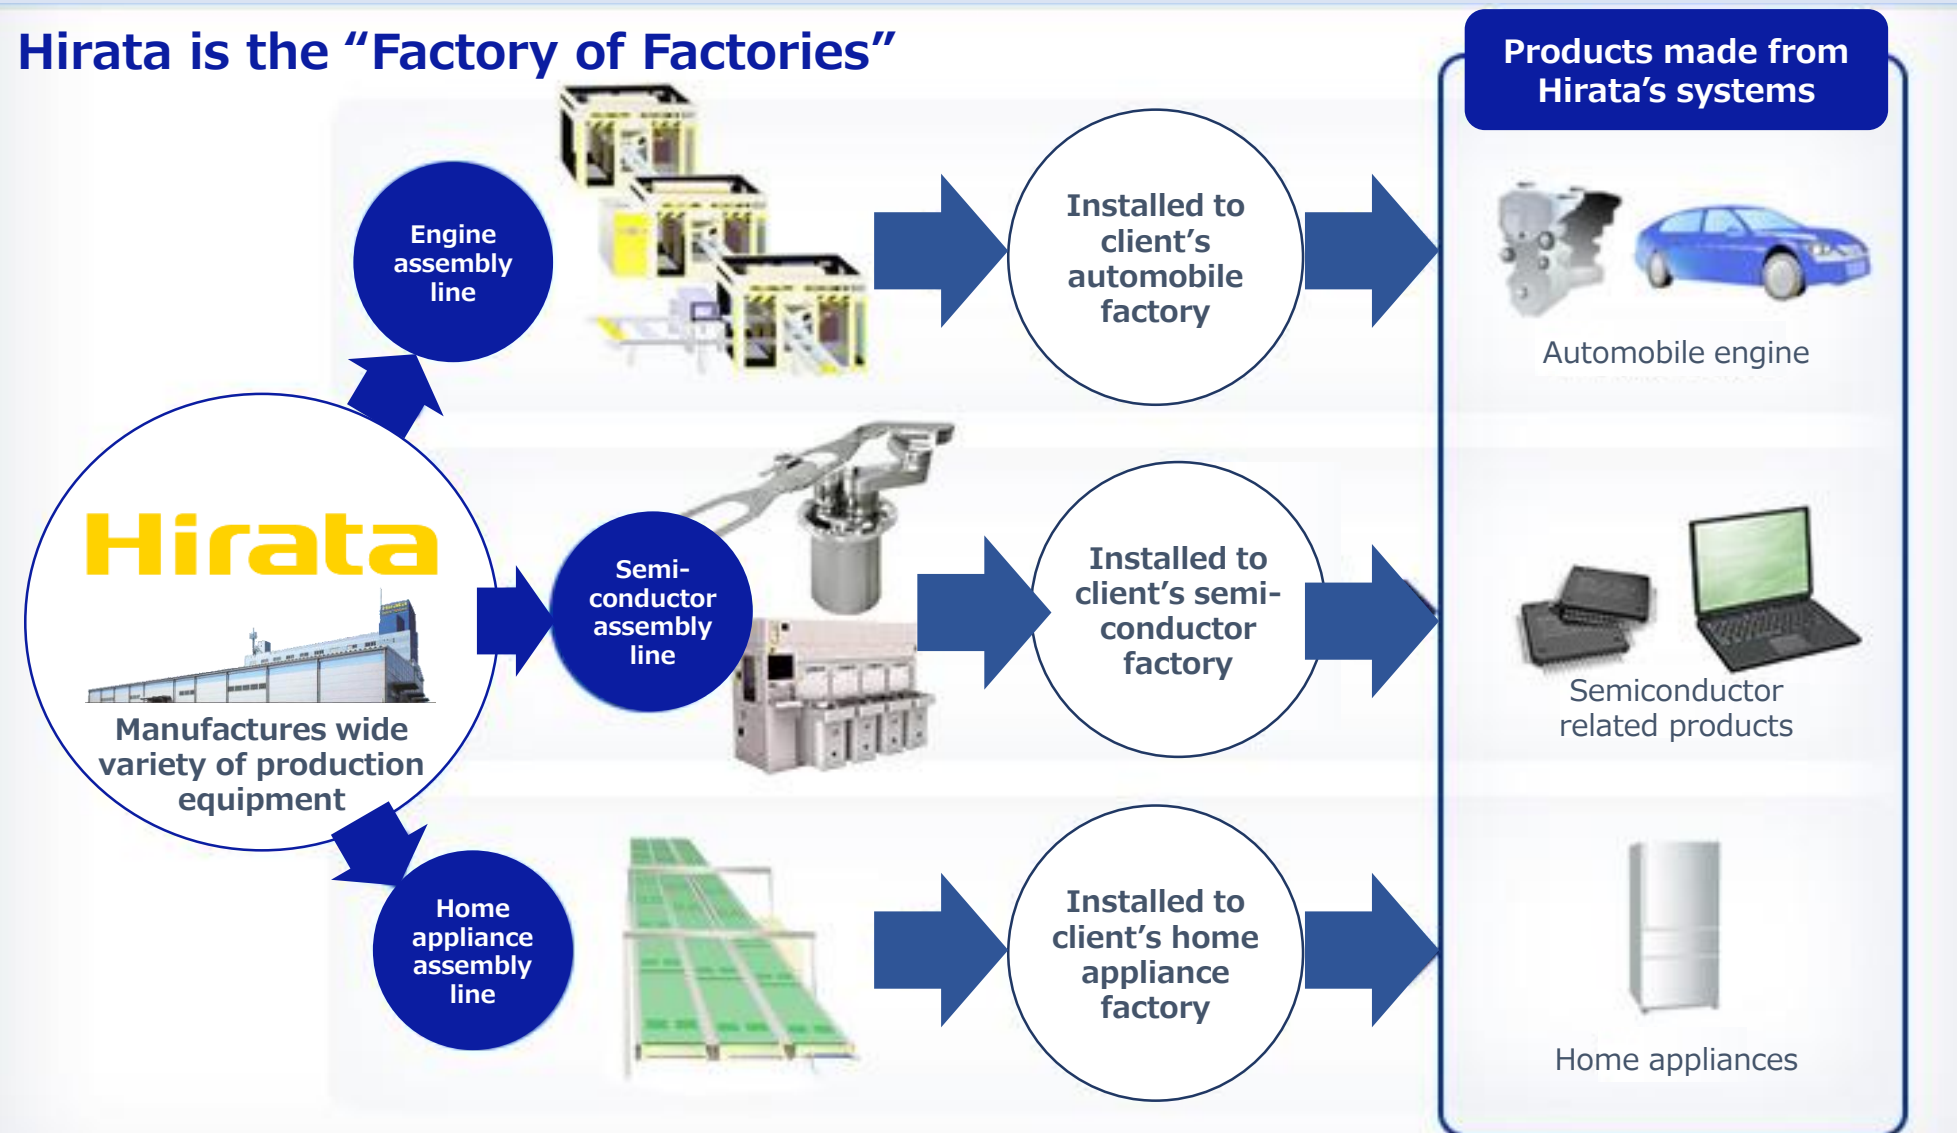 Hirata is the “Factory of Factories”
Products made from
Hirata’s systems
Engine
assembly
line
Installed to
client’s
automobile
factory
Automobile engine
Hirata
Hirata
Manufactures wide
variety of production
equipment
Semi-
conductor
assembly
line
Installed to
client’s semi-
conductor
factory
Semiconductor
related products
Home
appliance
assembly
line
Installed to
client’s home
appliance
factory
Home appliances